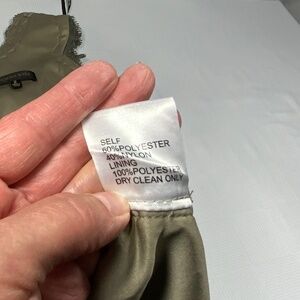 SELF
60%POLYESTER
40%NYLON
LINING
100%POLYESTER
DRY CLEAN ONLY